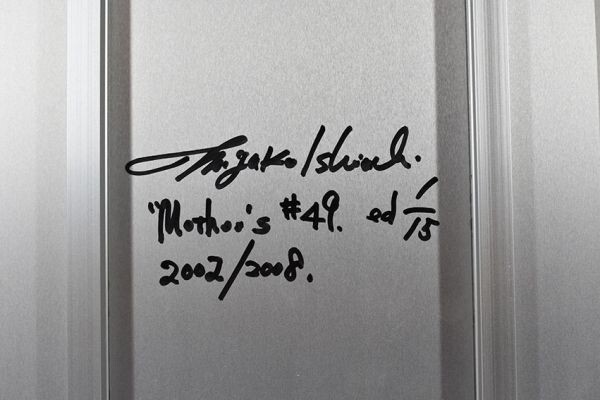 Miyako Ishiuchi.
"Mother's #49. ed 1/15
2002/2008.